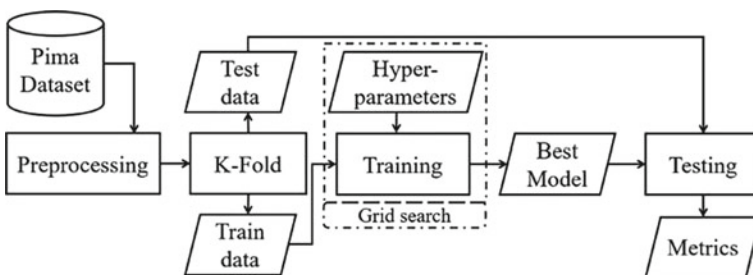 Pima
Dataset
Test
data
Hyper-
parameters
Preprocessing
K-Fold
Training
Best
Model
Testing
Grid search
Train
data
Metrics